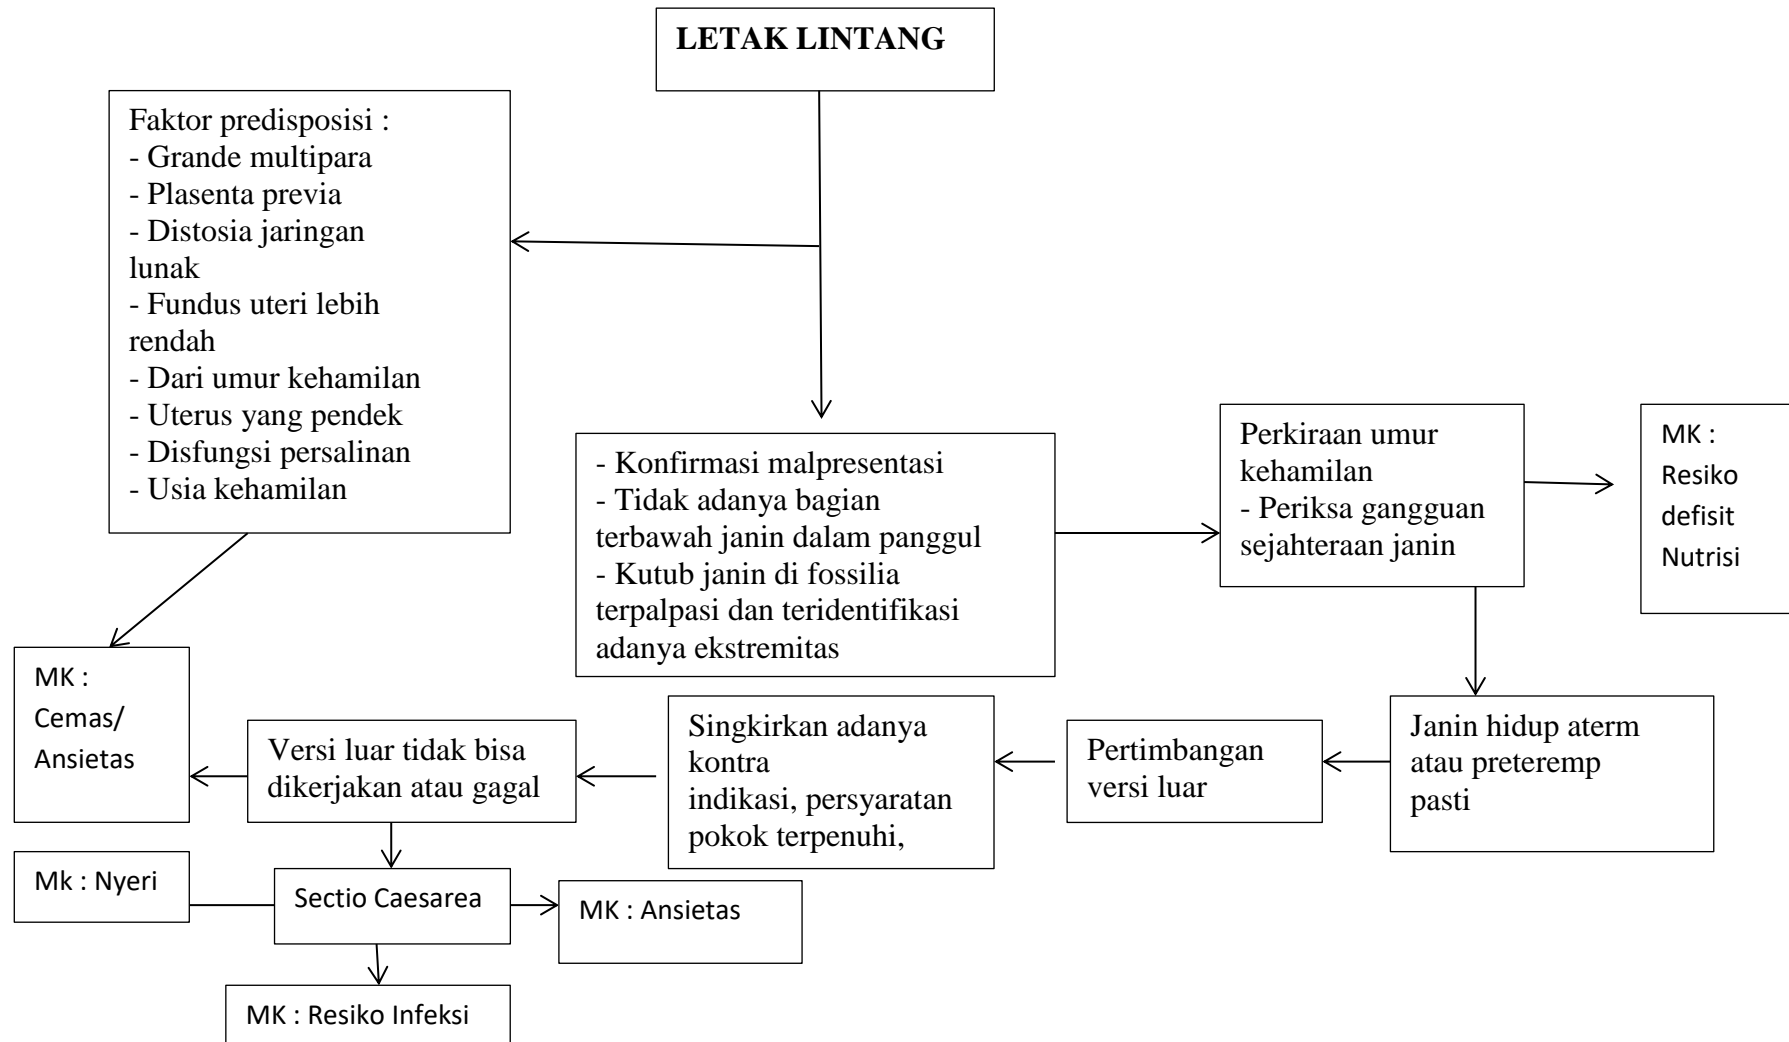 LETAK LINTANG
Faktor predisposisi :
- Grande multipara
- Plasenta previa
- Distosia jaringan
lunak
- Fundus uteri lebih
rendah
- Dari umur kehamilan
- Uterus yang pendek
- Disfungsi persalinan
- Usia kehamilan
- Konfirmasi malpresentasi
- Tidak adanya bagian
terbawah janin dalam panggul
- Kutub janin di fossilia
terpalpasi dan teridentifikasi
adanya ekstremitas
Perkiraan umur
kehamilan
- Periksa gangguan
sejahteraan janin
MK :
Resiko
defisit
Nutrisi
MK :
Cemas/
Ansietas
Versi luar tidak bisa
dikerjakan atau gagal
Singkirkan adanya
kontra
indikasi, persyaratan
pokok terpenuhi,
Pertimbangan
versi luar
Janin hidup aterm
atau preteremp
pasti
Mk : Nyeri
Sectio Caesarea
MK : Ansietas
MK : Resiko Infeksi